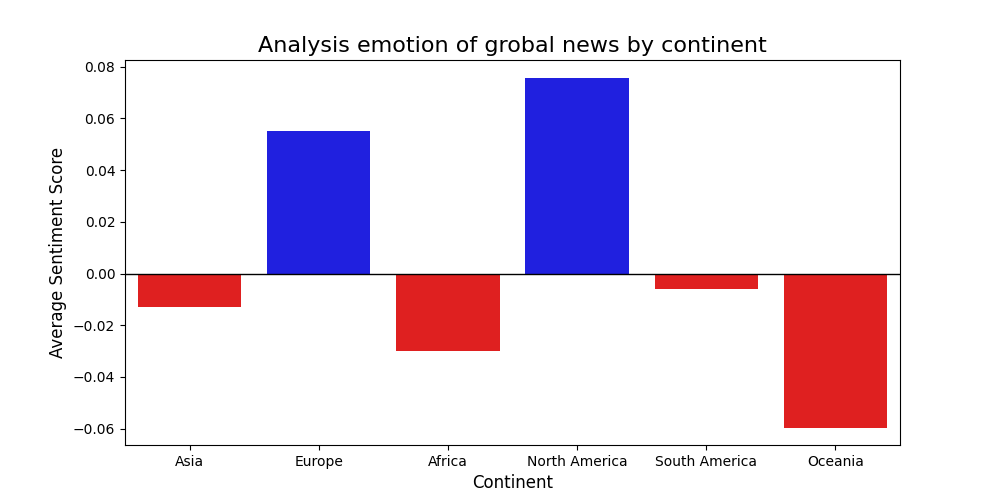 Analysis emotion of grobal news by continent
Average Sentiment Score
0.08
0.06
0.04
0.02
0.00
−0.02
−0.04
−0.06
Asia Europe Africa North America South America Oceania
Continent